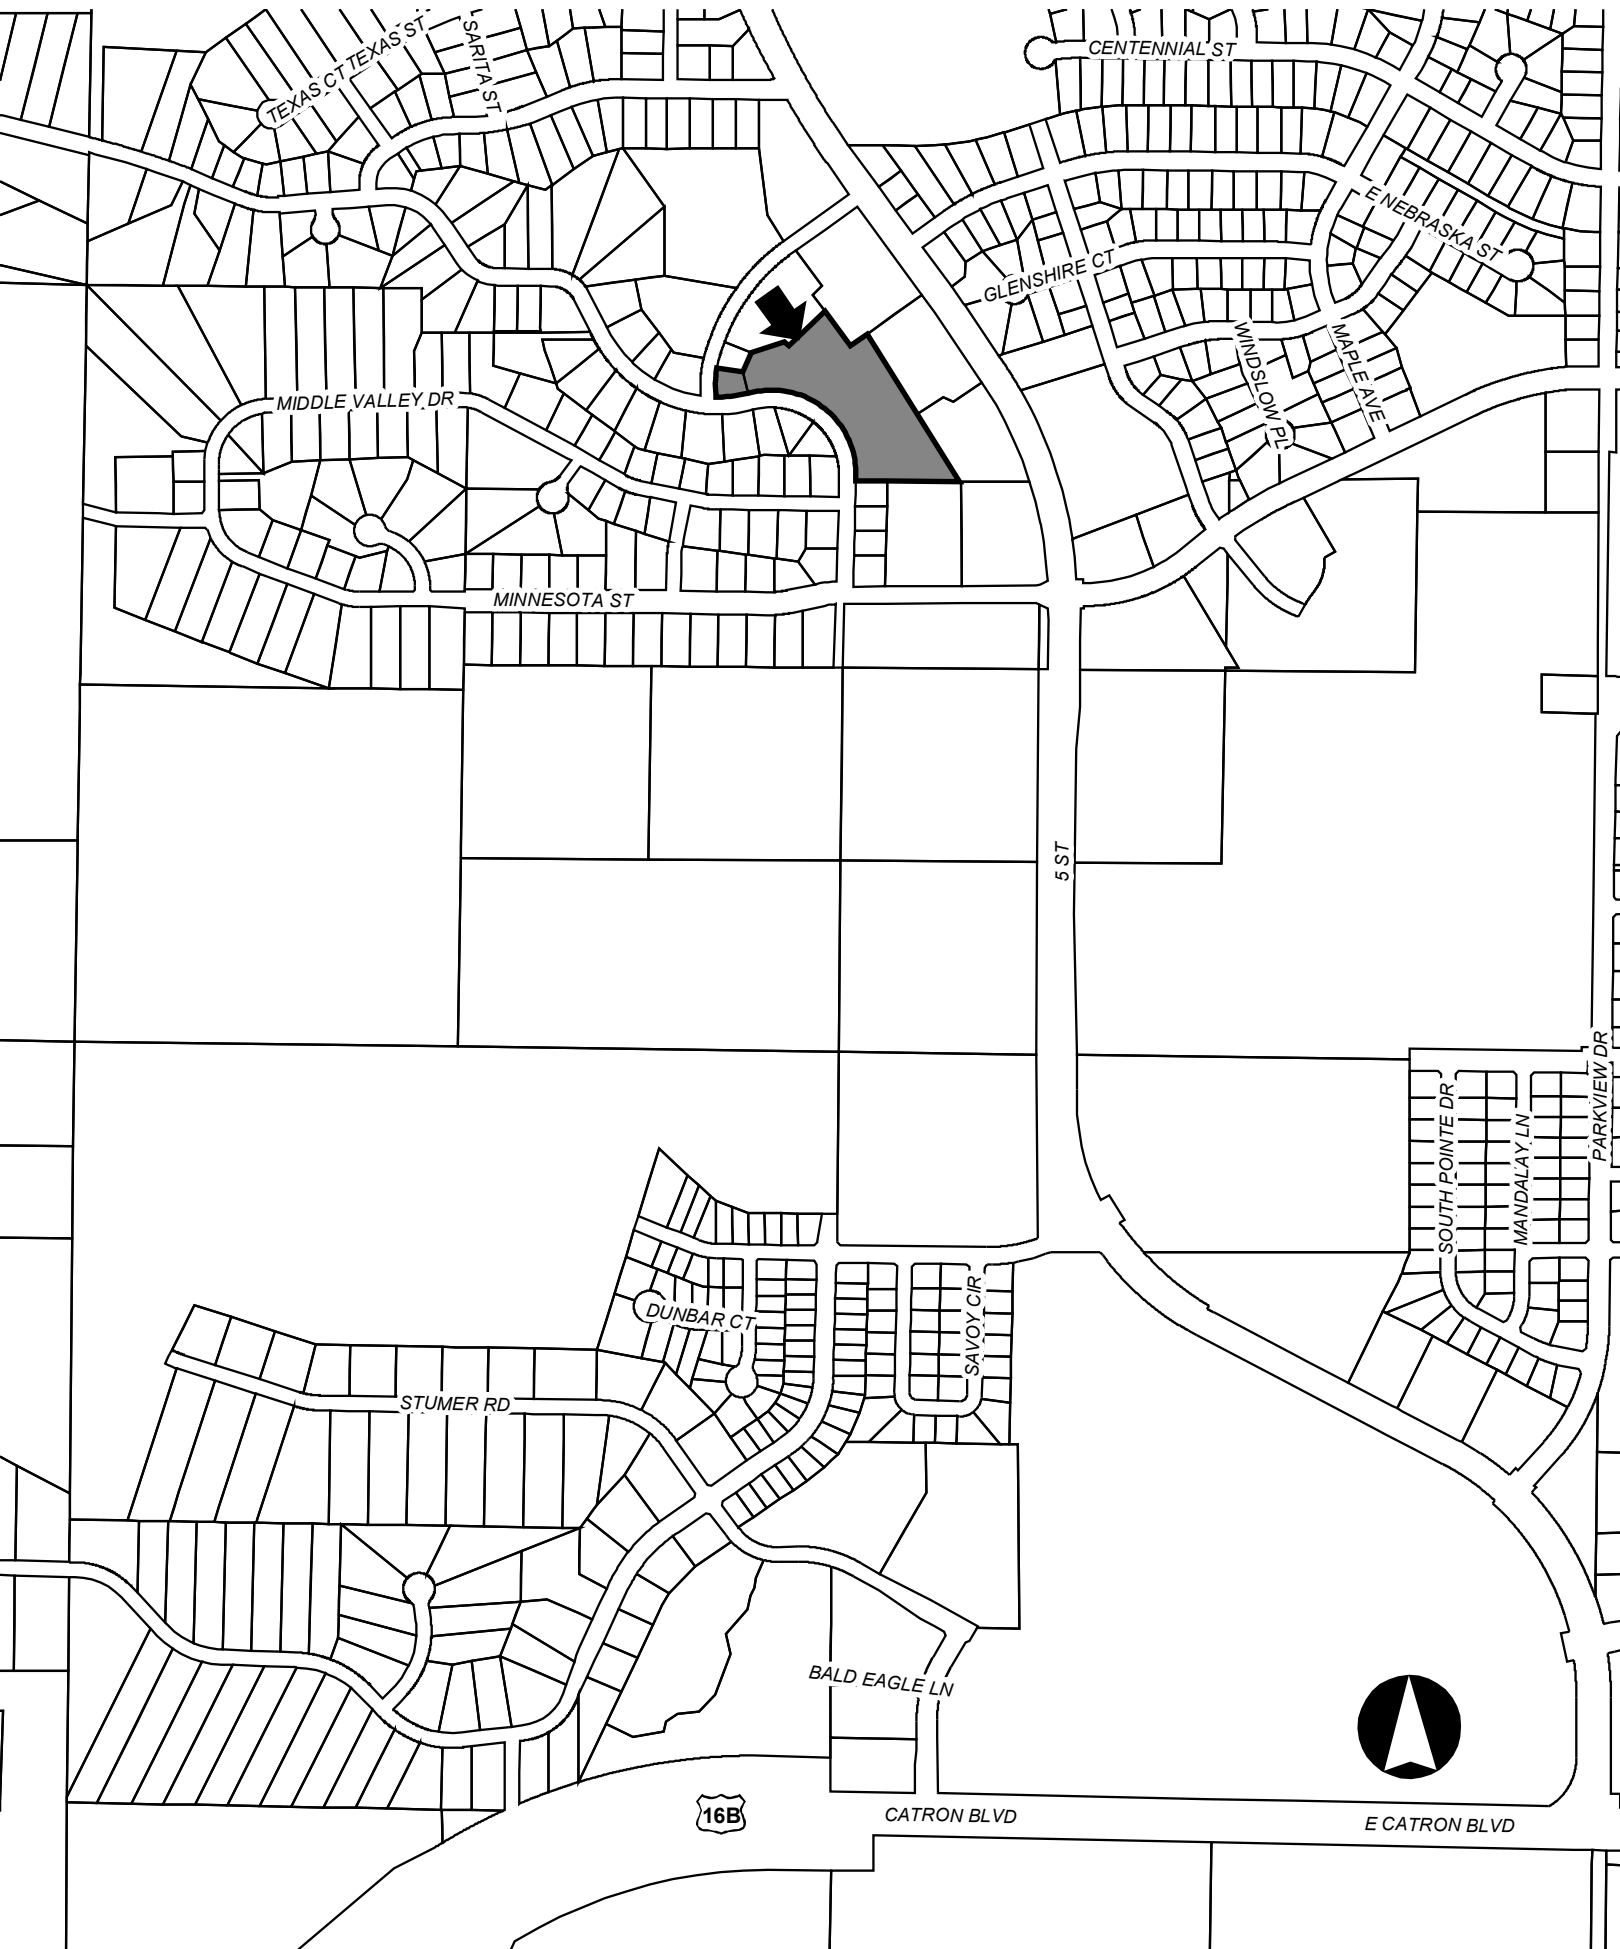 TEXAS ST
TEXAS CT
SARITA ST
CENTENNIAL ST
E NEBRASKA ST
GLENSHIRE CT
WINDSLOW PL
MAPLE AVE
MIDDLE VALLEY DR
MINNESOTA ST
5 ST
PARKVIEW DR
SOUTH POINTE DR
MANDALAY LN
DUNBAR CT
SAVOY CIR
STUMER RD
BALD EAGLE LN
16B
CATRON BLVD
E CATRON BLVD